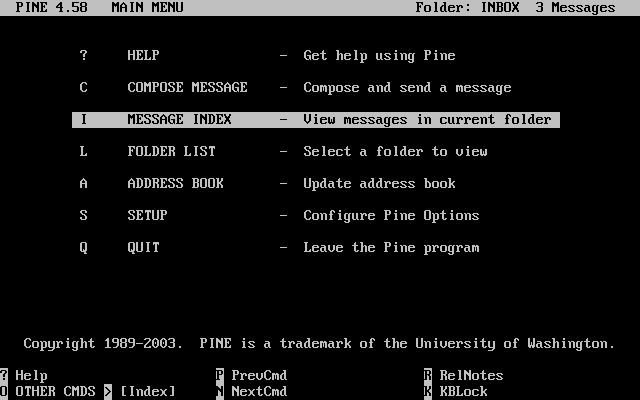 PINE 4.58   MAIN MENU                             Folder: INBOX  3 Messages
?     HELP               -  Get help using Pine
C     COMPOSE MESSAGE    -  Compose and send a message
I     MESSAGE INDEX      -  View messages in current folder
L     FOLDER LIST        -  Select a folder to view
A     ADDRESS BOOK       -  Update address book
S     SETUP              -  Configure Pine Options
Q     QUIT               -  Leave the Pine program
Copyright 1989-2003.  PINE is a trademark of the University of Washington.
? Help                     P PrevCmd                 R RelNotes
O OTHER CMDS > [Index]     N NextCmd                 K KBLock